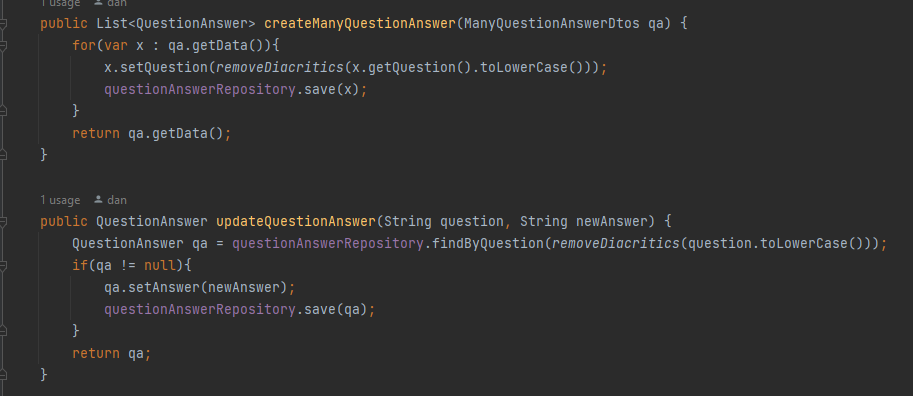 1 usage dan
public List<QuestionAnswer> createManyQuestionAnswer(ManyQuestionAnswerDtos qa) {
for(var x : qa.getData()){
x.setQuestion(removeDiacritics(x.getQuestion().toLowerCase()));
questionAnswerRepository.save(x);
}
return qa.getData();
}
1 usage dan
public QuestionAnswer updateQuestionAnswer(String question, String newAnswer) {
QuestionAnswer qa = questionAnswerRepository.findByQuestion(removeDiacritics(question.toLowerCase()));
if(qa != null){
qa.setAnswer(newAnswer);
questionAnswerRepository.save(qa);
}
return qa;
}